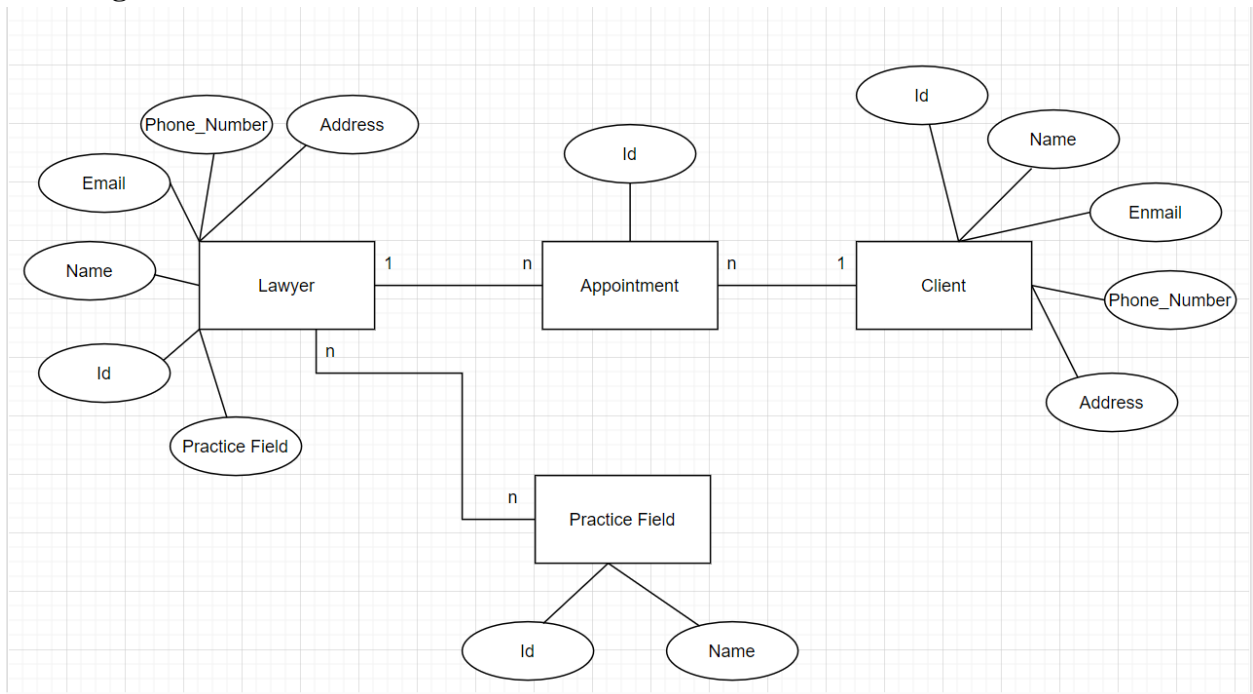 Id
Phone_Number
Address
Name
Id
Email
Enmail
1
n
n
1
Name
Lawyer
Appointment
Client
Phone_Number
n
Id
Address
Practice Field
n
Practice Field
Id
Name